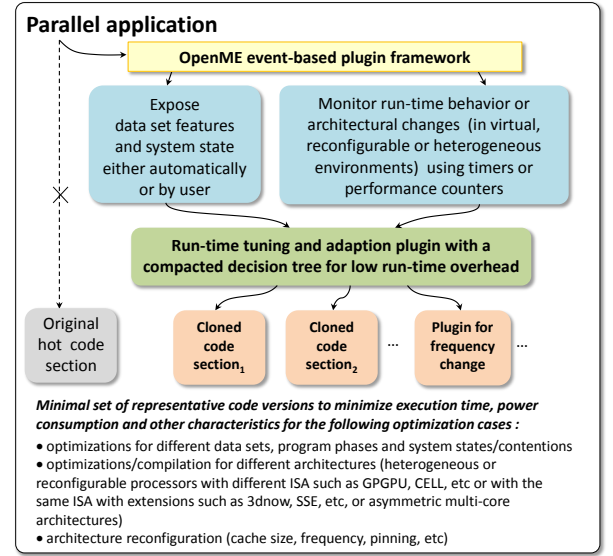 Parallel application
OpenME event-based plugin framework
Expose
data set features
and system state
either automatically
or by user
Monitor run-time behavior or
architectural changes (in virtual,
reconfigurable or heterogeneous
environments) using timers or
performance counters
Run-time tuning and adaption plugin with a
compacted decision tree for low run-time overhead
Original
hot code
section
Cloned
code
section1
Cloned
code
section2
...
Plugin for
frequency
change
...
Minimal set of representative code versions to minimize execution time, power
consumption and other characteristics for the following optimization cases :
• optimizations for different data sets, program phases and system states/contentions
• optimizations/compilation for different architectures (heterogeneous or
reconfigurable processors with different ISA such as GPGPU, CELL, etc or with the
same ISA with extensions such as 3dnow, SSE, etc, or asymmetric multi-core
architectures)
• architecture reconfiguration (cache size, frequency, pinning, etc)